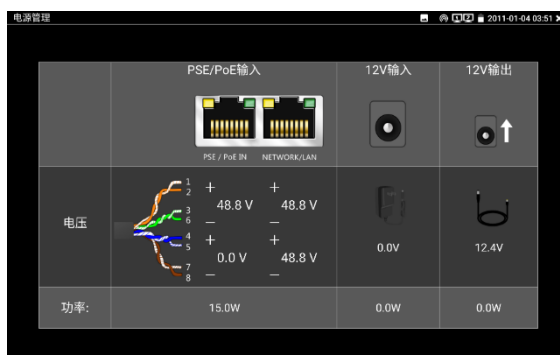 电源管理 12 2011-01-04 03:51
PSE/PoE输入 12V输入 12V输出
PSE / PoE IN NETWORK/LAN
1 + +
2
48.8 V 48.8 V
3
6 — —
电压
4 + +
5
0.0 V 48.8 V 0.0V 12.4V
7
8 — —
功率: 15.0W 0.0W 0.0W